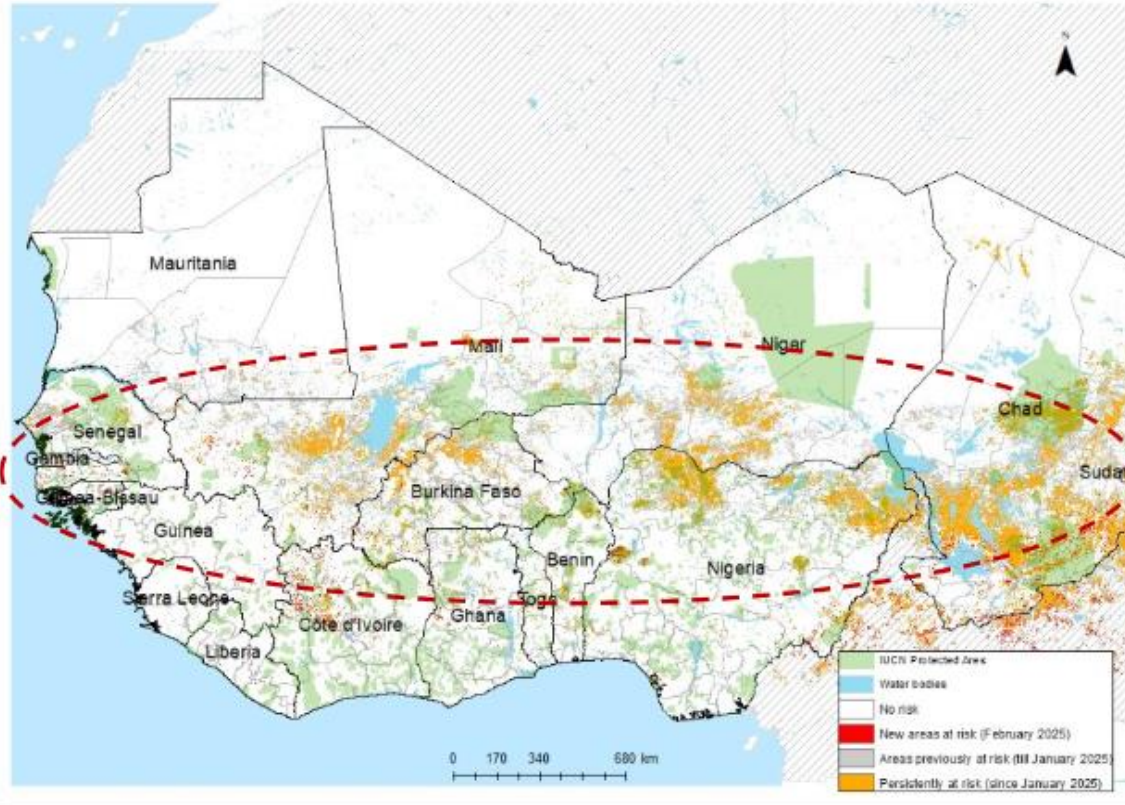 N
Mauritania
Mali
Niger
Chad
Senegal
Gambia
Guinea-Bissau
Guinea
Burkina Faso
Benin
Nigeria
Sierra Leone
Togo
Ghana
Côte d'Ivoire
Liberia
IUCN Protected Area
Water bodies
No risk
New areas at risk (February 2025)
Areas previously at risk (till January 2025)
Persistently at risk (since January 2025)
0 170 340 680 km